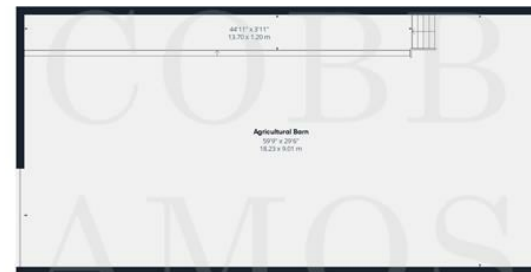 COBB
44'11" x 3'11"
13.70 x 1.20 m
Agricultural Barn
59'9" x 29'6"
18.23 x 9.01 m
AMOS